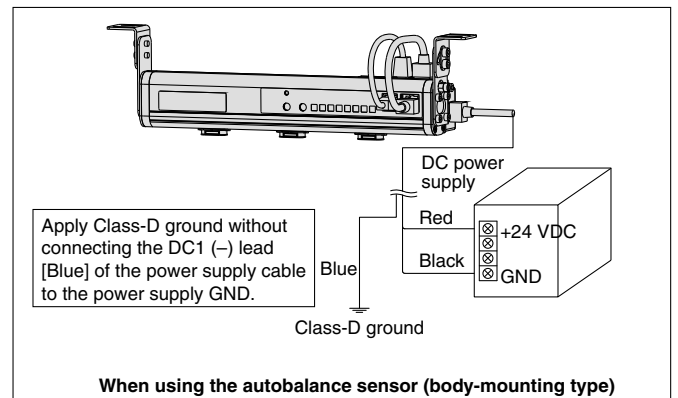 DC power
supply
Red
+24 VDC
Black
GND
Blue
Apply Class-D ground without
connecting the DC1 (–) lead
[Blue] of the power supply cable
to the power supply GND.
Class-D ground
When using the autobalance sensor (body-mounting type)